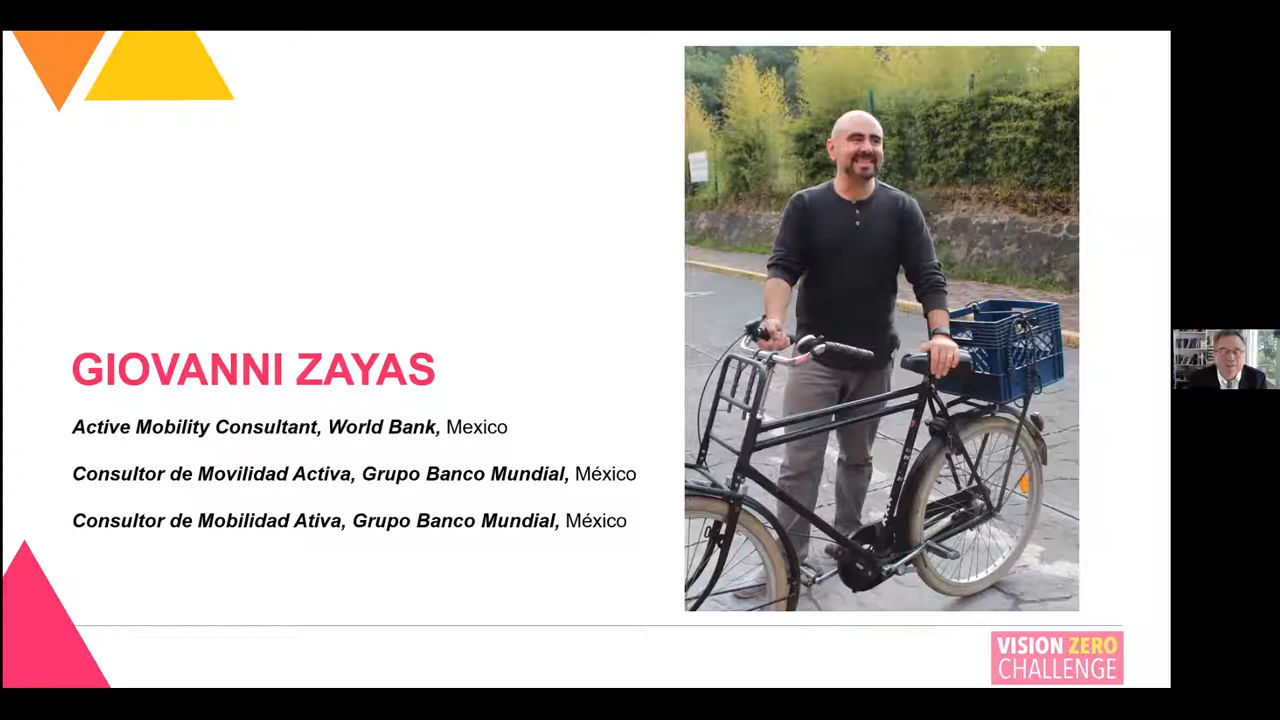 GIOVANNI ZAYAS
Active Mobility Consultant, World Bank, Mexico
Consultor de Movilidad Activa, Grupo Banco Mundial, México
Consultor de Mobilidad Ativa, Grupo Banco Mundial, México
VISION ZERO
CHALLENGE